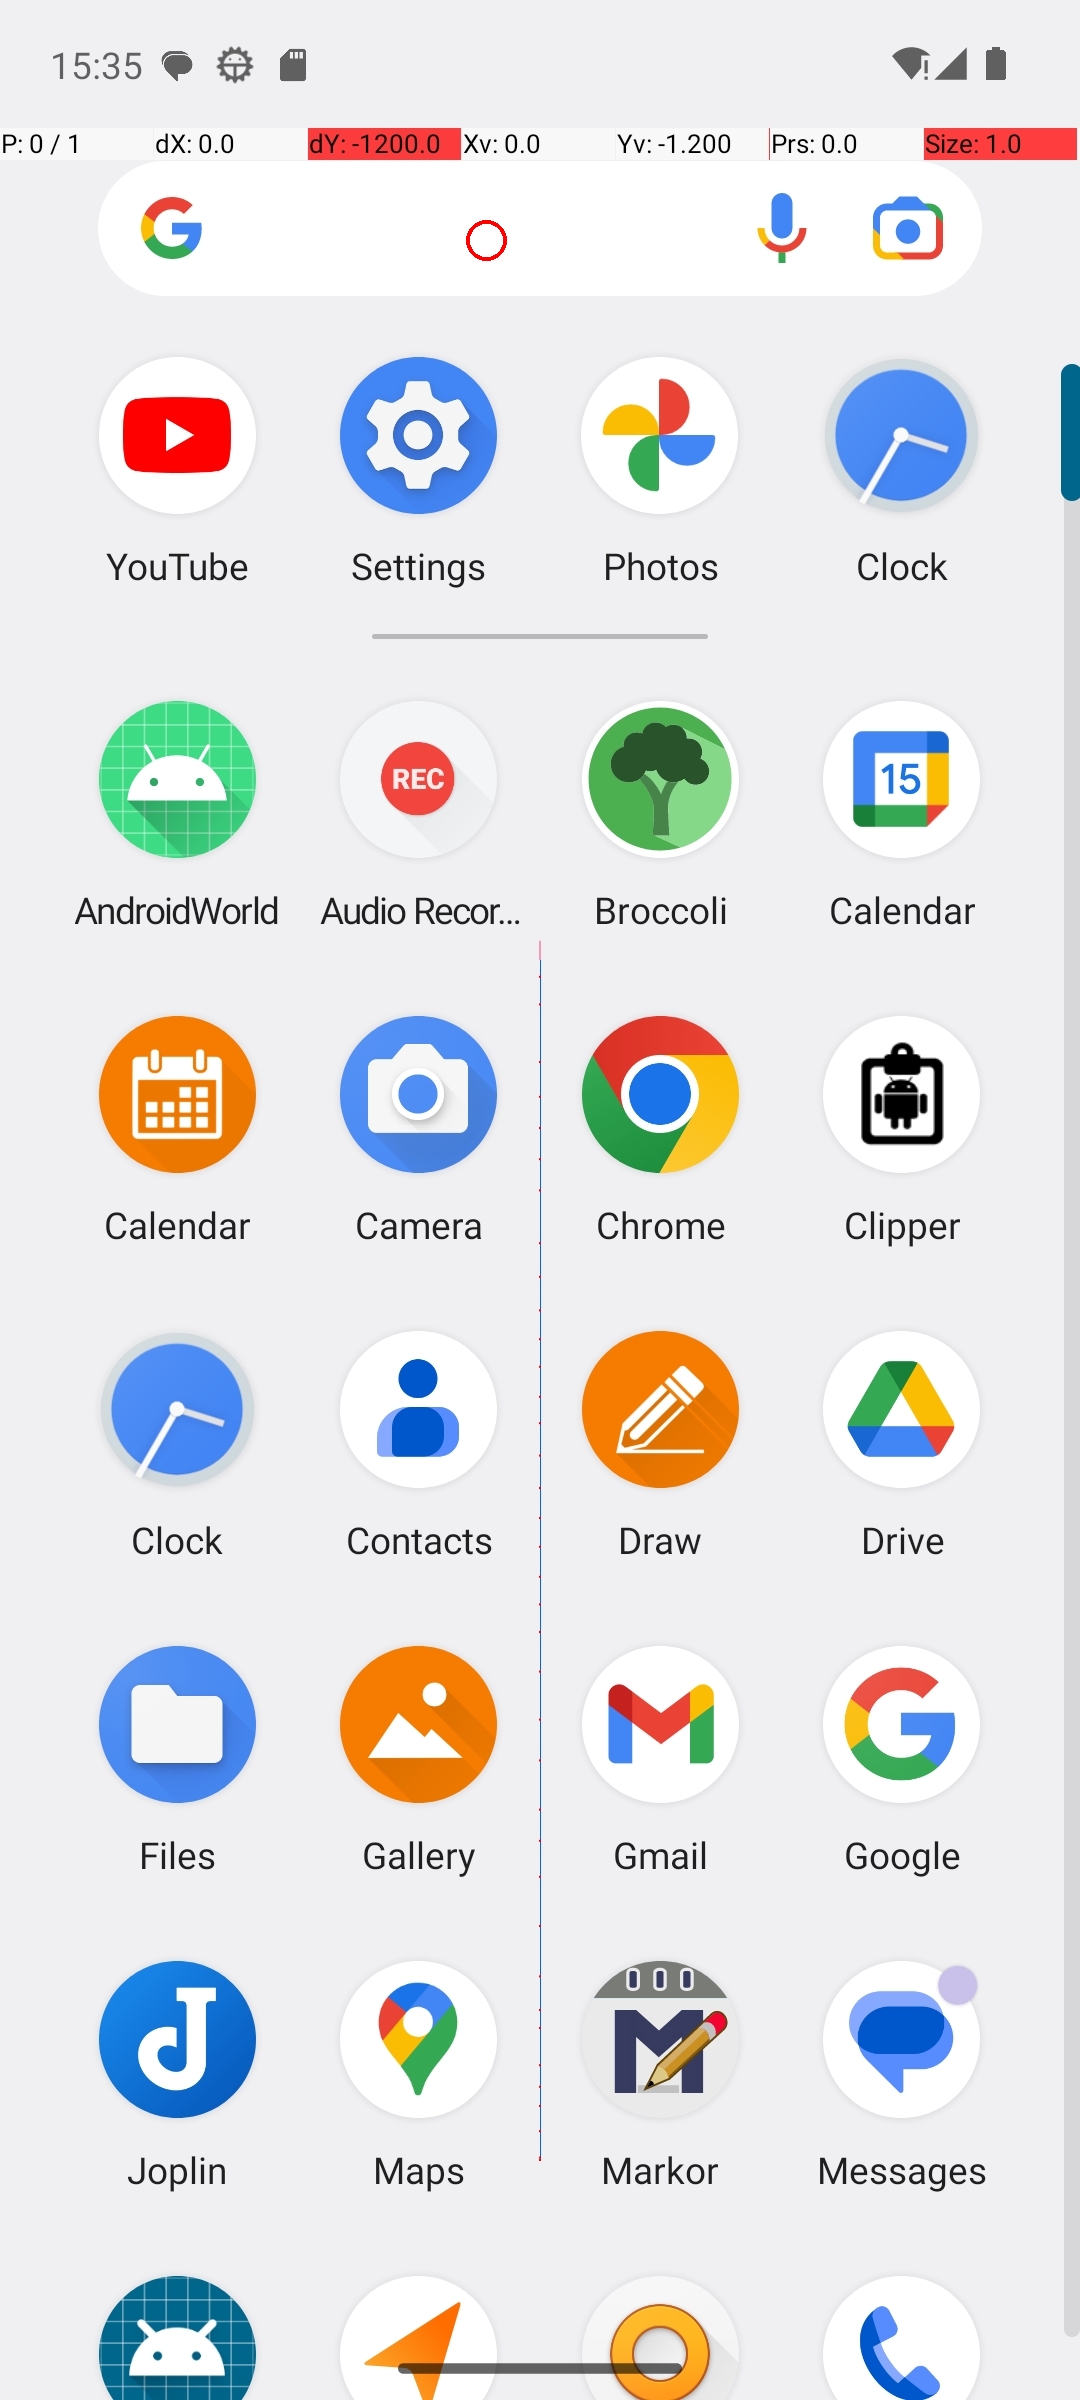 15:35
P: 0 / 1 dX: 0.0 dY: -1200.0 Xv: 0.0 Yv: -1.200 Prs: 0.0 Size: 1.0
YouTube Settings Photos Clock
REC 15
AndroidWorld Audio Recor... Broccoli Calendar
Calendar Camera Chrome Clipper
Clock Contacts Draw Drive
Files Gallery Gmail Google
Joplin Maps Markor Messages